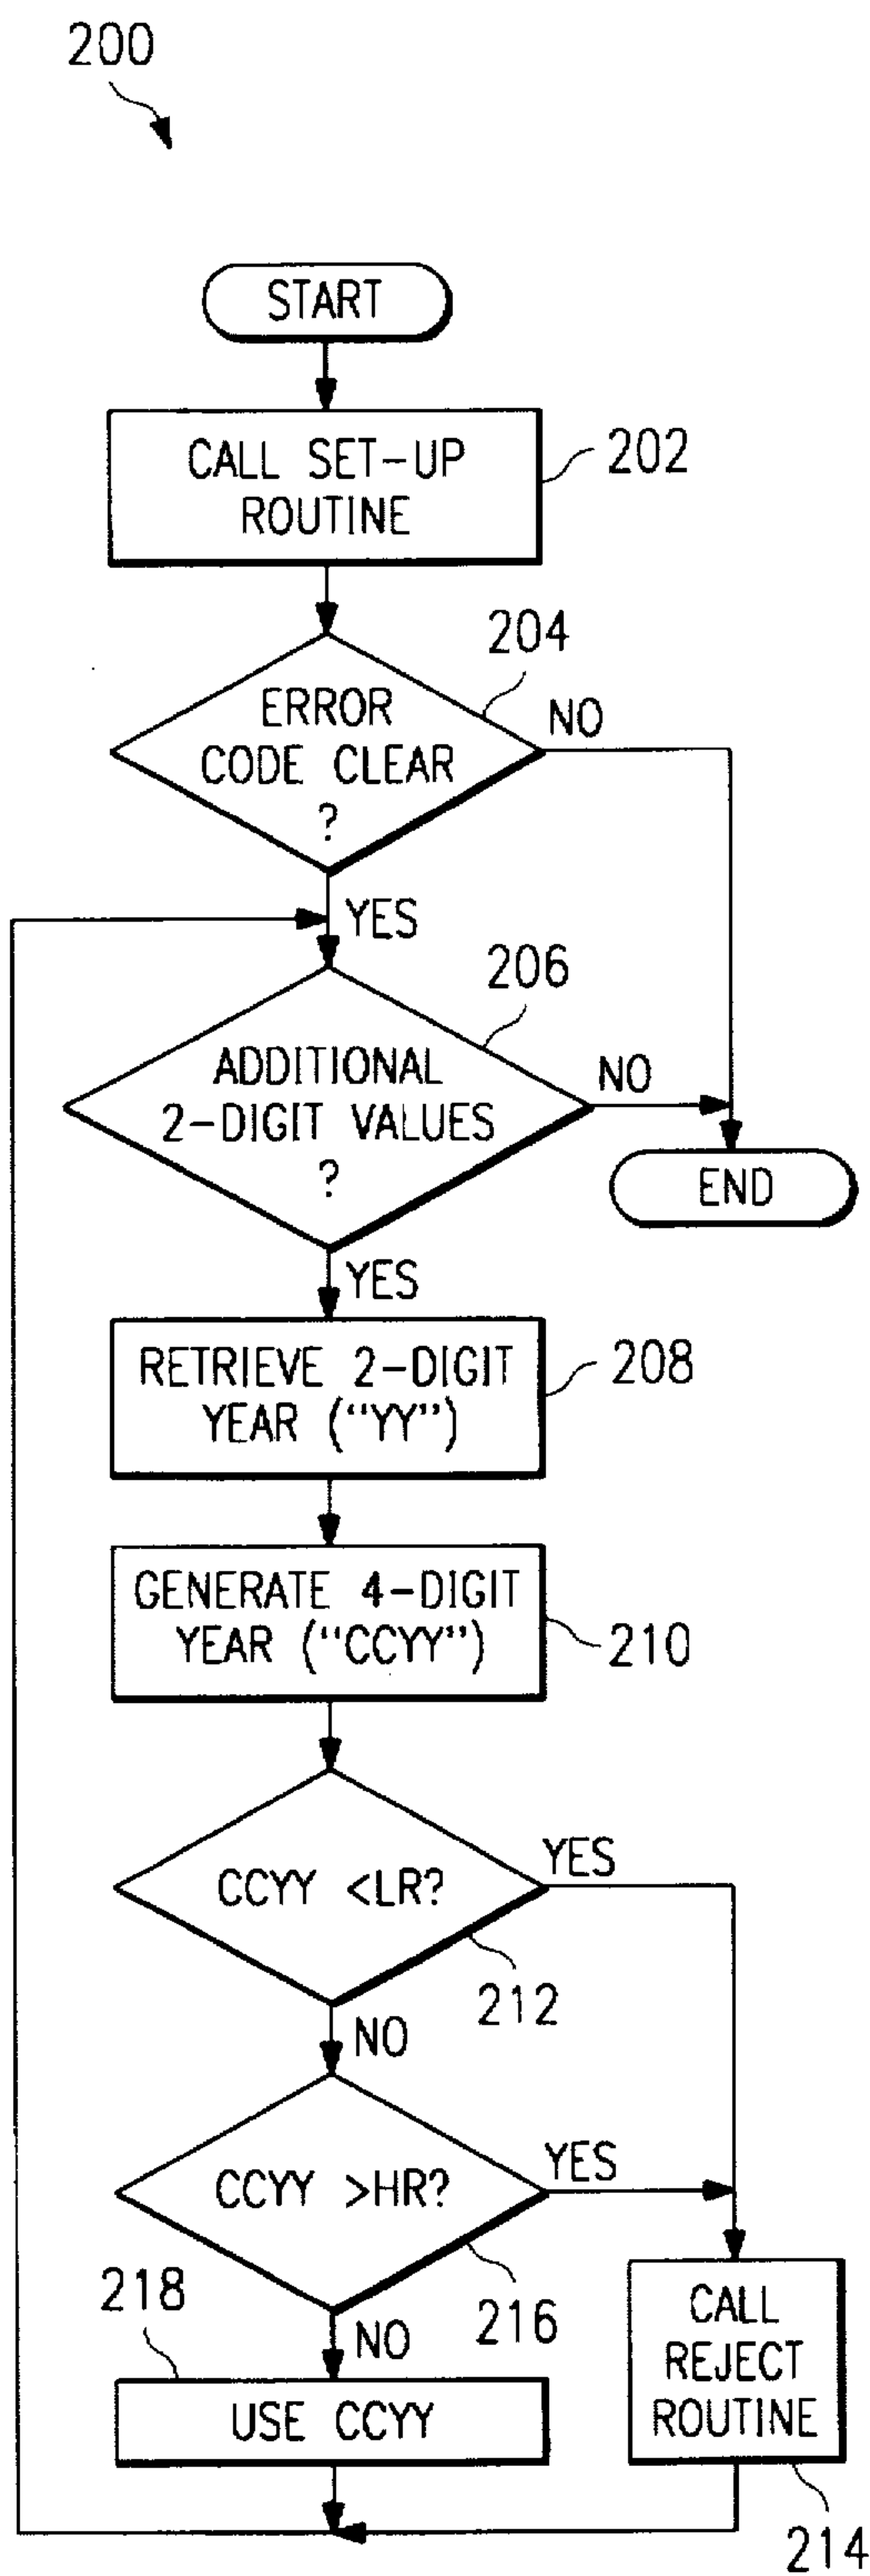 200
START
CALL SET-UP
ROUTINE
202
204
ERROR
CODE CLEAR
?
NO
YES
206
ADDITIONAL
2-DIGIT VALUES
?
NO
END
YES
RETRIEVE 2-DIGIT
YEAR ("YY")
208
GENERATE 4-DIGIT
YEAR ("CCYY")
210
CCYY <LR?
YES
212
NO
CCYY >HR?
YES
216
218
NO
USE CCYY
CALL
REJECT
ROUTINE
214